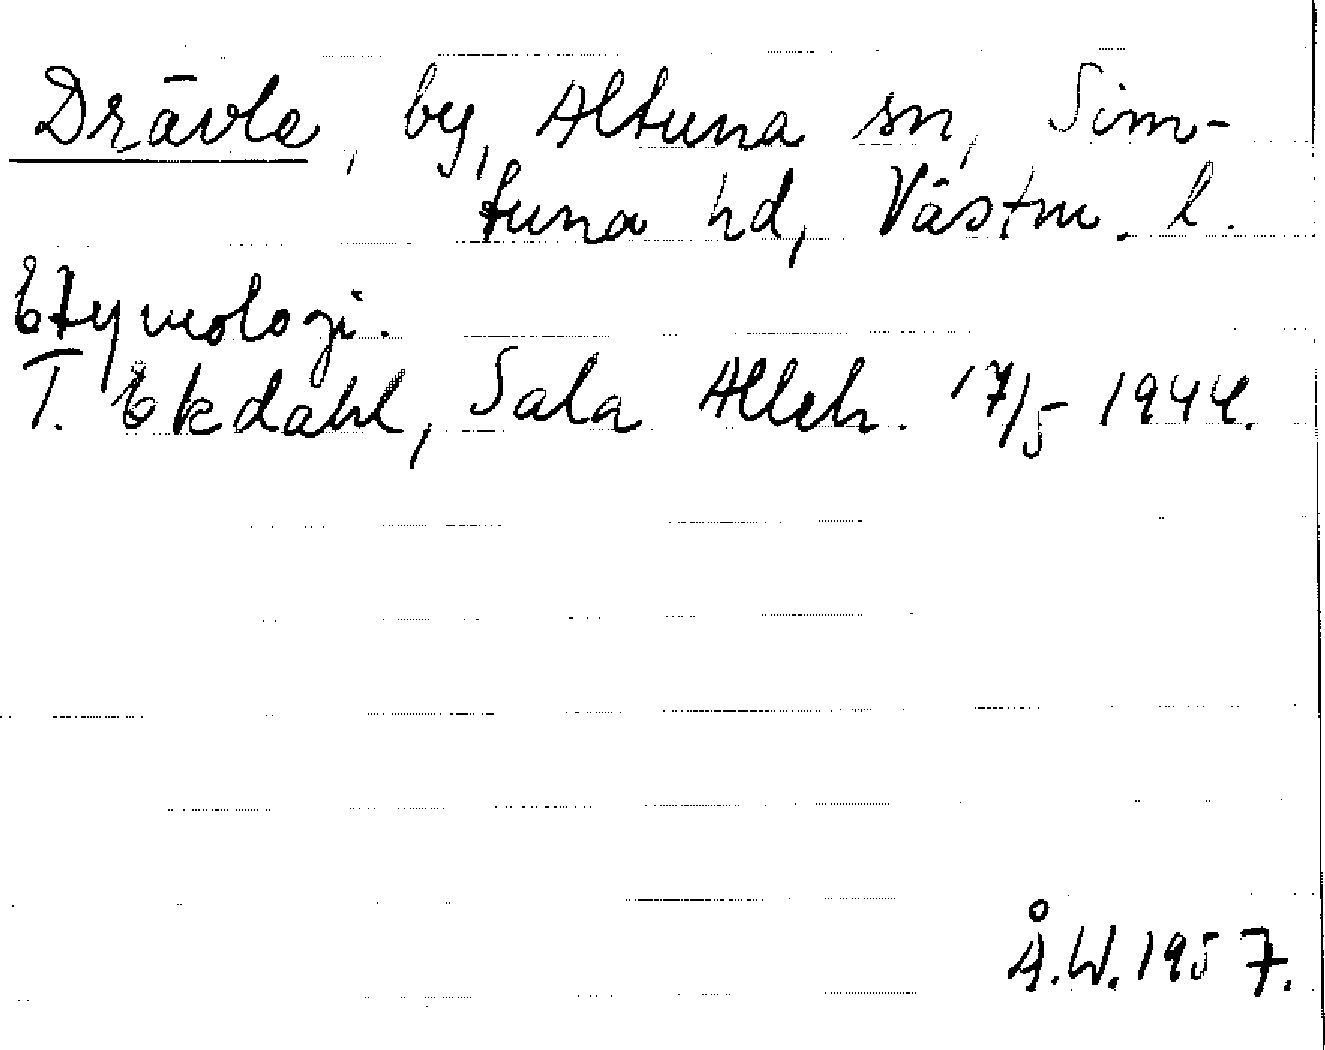 Drävle, by, Altuna sn, Sim-
tuna hd, Västm. l.
Etymologi.
T. Ekdahl, Sala Alleh. 17/5 1944.
Å.W. 1957.